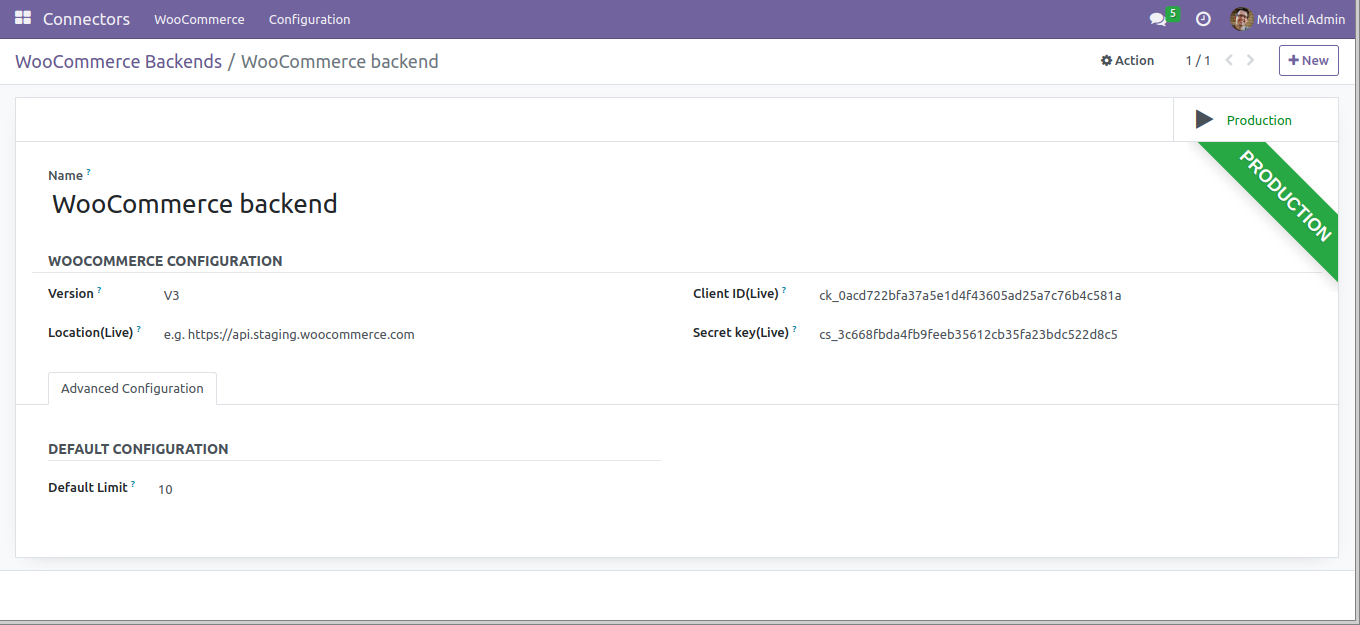 Connectors WooCommerce Configuration 5 Mitchell Admin
WooCommerce Backends / WooCommerce backend Action 1 / 1 New
Production
PRODUCTION
Name ?
WooCommerce backend
WOOCOMMERCE CONFIGURATION
Version ? V3 Client ID(Live) ? ck_0acd722bfa37a5e1d4f43605ad25a7c76b4c581a
Location(Live) ? e.g. https://api.staging.woocommerce.com Secret key(Live) ? cs_3c668fbda4fb9feeb35612cb35fa23bdc522d8c5
Advanced Configuration
DEFAULT CONFIGURATION
Default Limit ? 10